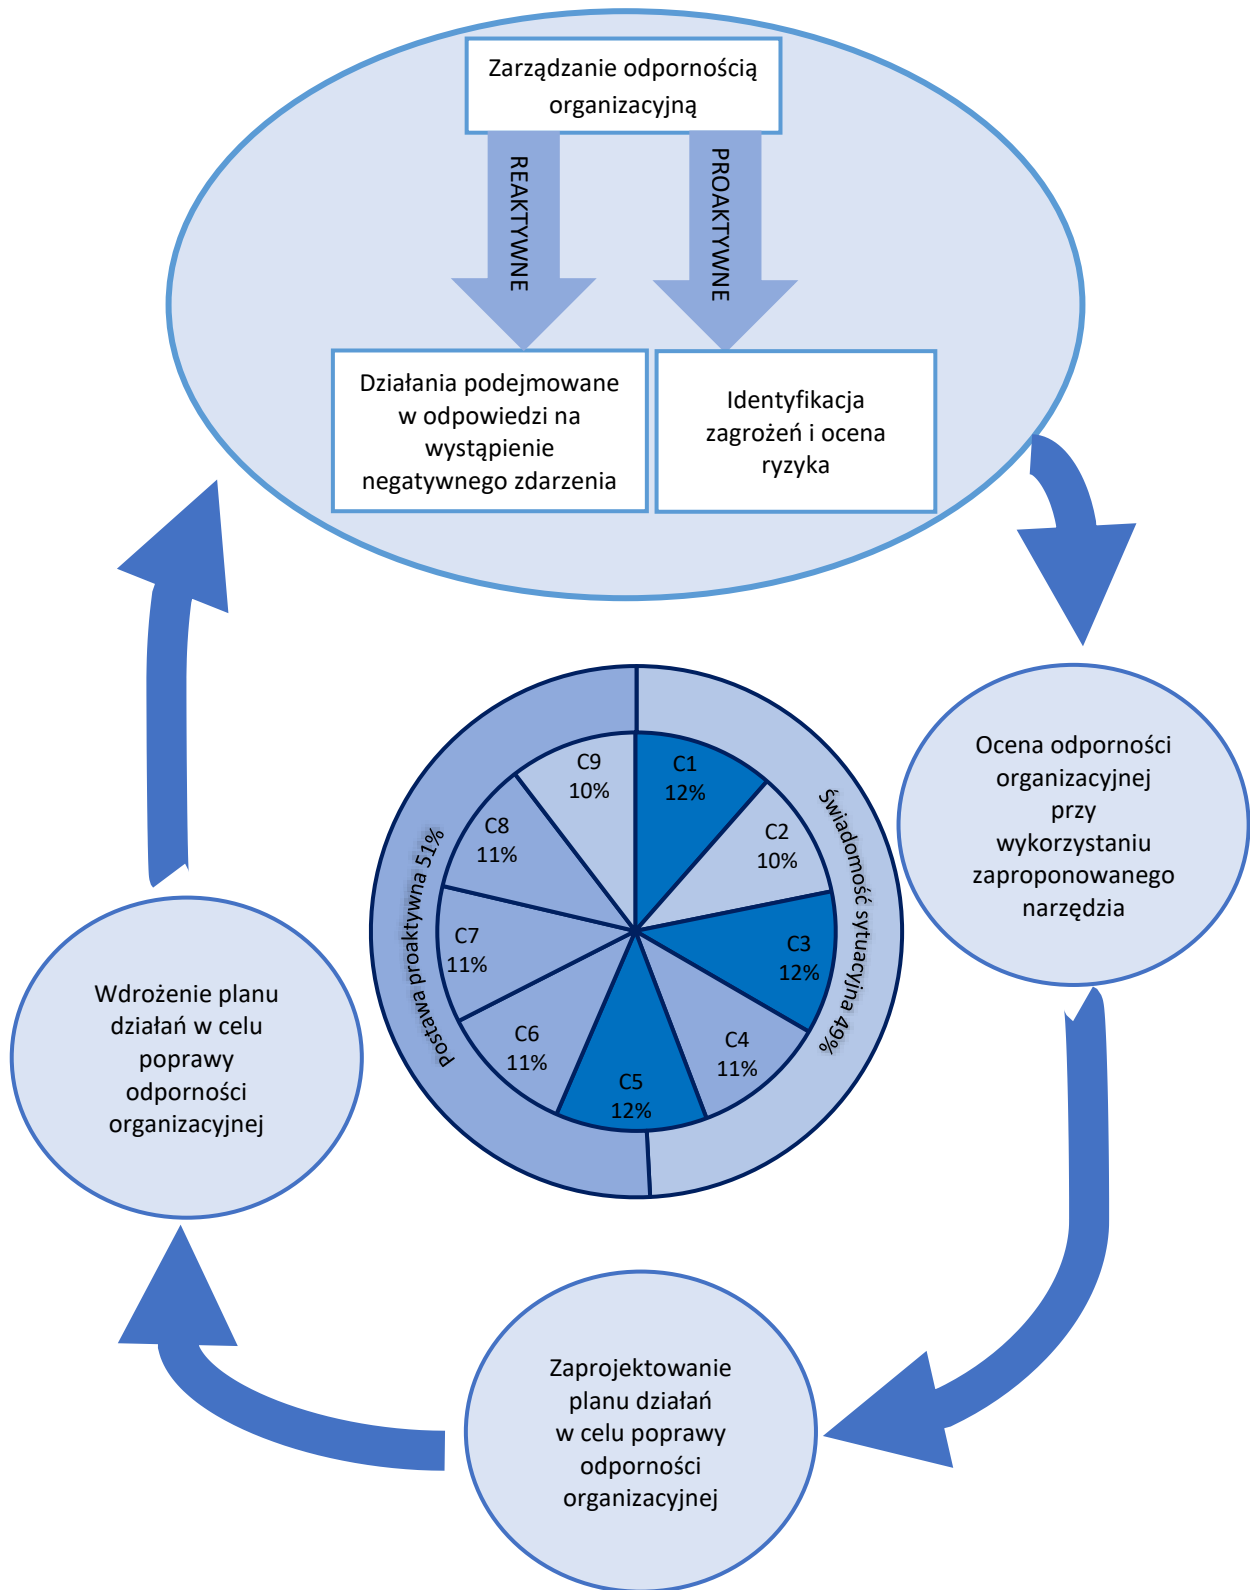 Zarządzanie odpornością
organizacyjną
REAKTYWNE
PROAKTYWNE
Działania podejmowane
w odpowiedzi na
wystąpienie
negatywnego zdarzenia
Identyfikacja
zagrożeń i ocena
ryzyka
Ocena odporności
organizacyjnej
przy
wykorzystaniu
zaproponowanego
narzędzia
Świadomość sytuacyjna 49%
Postawa proaktywna 51%
C1
12%
C2
10%
C3
12%
C4
11%
C5
12%
C6
11%
C7
11%
C8
11%
C9
10%
Wdrożenie planu
działań w celu
poprawy
odporności
organizacyjnej
Zaprojektowanie
planu działań
w celu poprawy
odporności
organizacyjnej